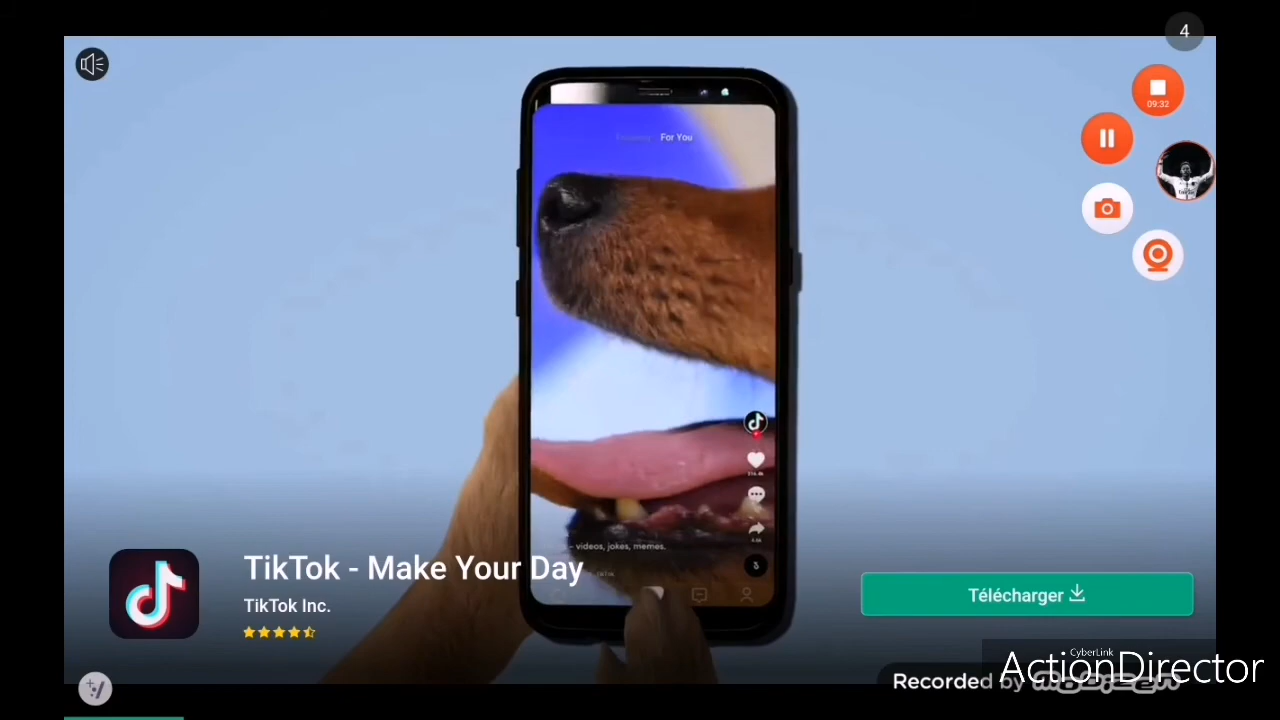 4
09:32
For You
- videos, jokes, memes.
TikTok - Make Your Day
TikTok Inc.
Télécharger
CyberLink
ActionDirector
Recorded by